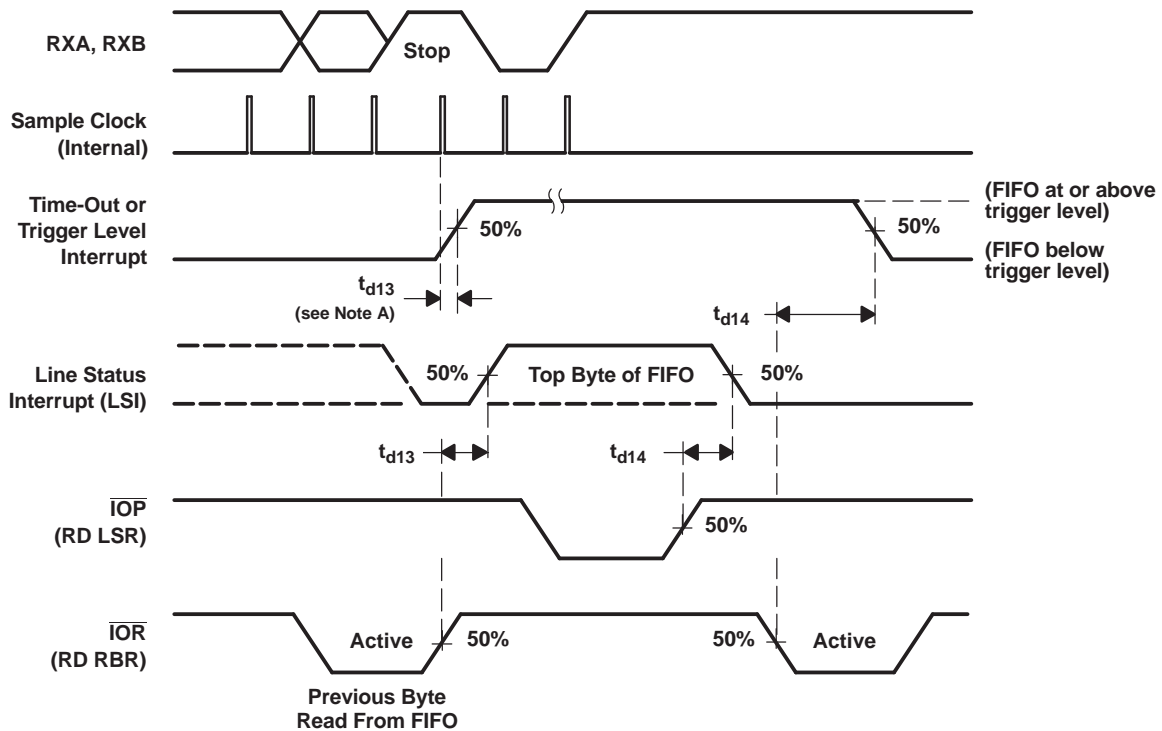 RXA, RXB
Stop
Sample Clock
(Internal)
Time-Out or
Trigger Level
Interrupt
50%
50%
(FIFO at or above
trigger level)
(FIFO below
trigger level)
td13
(see Note A)
td14
Line Status
Interrupt (LSI)
50%
Top Byte of FIFO
50%
td13
td14
IOP
(RD LSR)
50%
IOR
(RD RBR)
Active
50%
50%
Active
Previous Byte
Read From FIFO